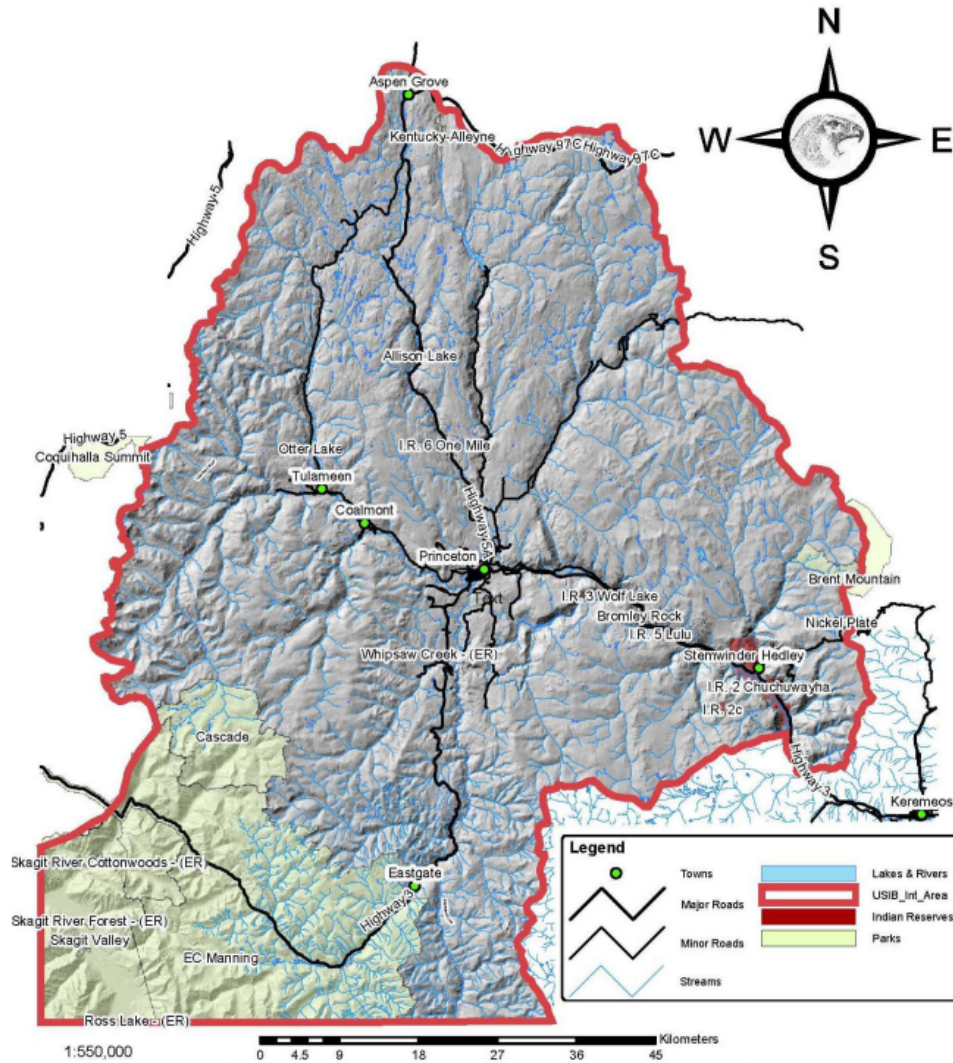 N
Aspen Grove
Kentucky-Alleyne
Highway 97C
Highway 97C
W
E
Highway 5
S
Allison Lake
Highway 5
Coquihalla Summit
Otter Lake
I.R. 6 One Mile
Tulameen
Coalmont
Highway 5A
Princeton
Text
I.R. 3 Wolf Lake
Brent Mountain
Bromley Rock
I.R. 5 Lulu
Nickel Plate
Whipsaw Creek - (ER)
Stemwinder
Hedley
I.R. 2 Chuchuwayha
I.R. 2c
Cascade
Highway 3
Keremeos
Skagit River Cottonwoods - (ER)
Eastgate
Highway 3
Skagit River Forest - (ER)
Skagit Valley
EC Manning
Ross Lake - (ER)
Legend
Towns
Major Roads
Minor Roads
Streams
Lakes & Rivers
USIB_Int_Area
Indian Reserves
Parks
1:550,000
Kilometers
0 4.5 9 18 27 36 45